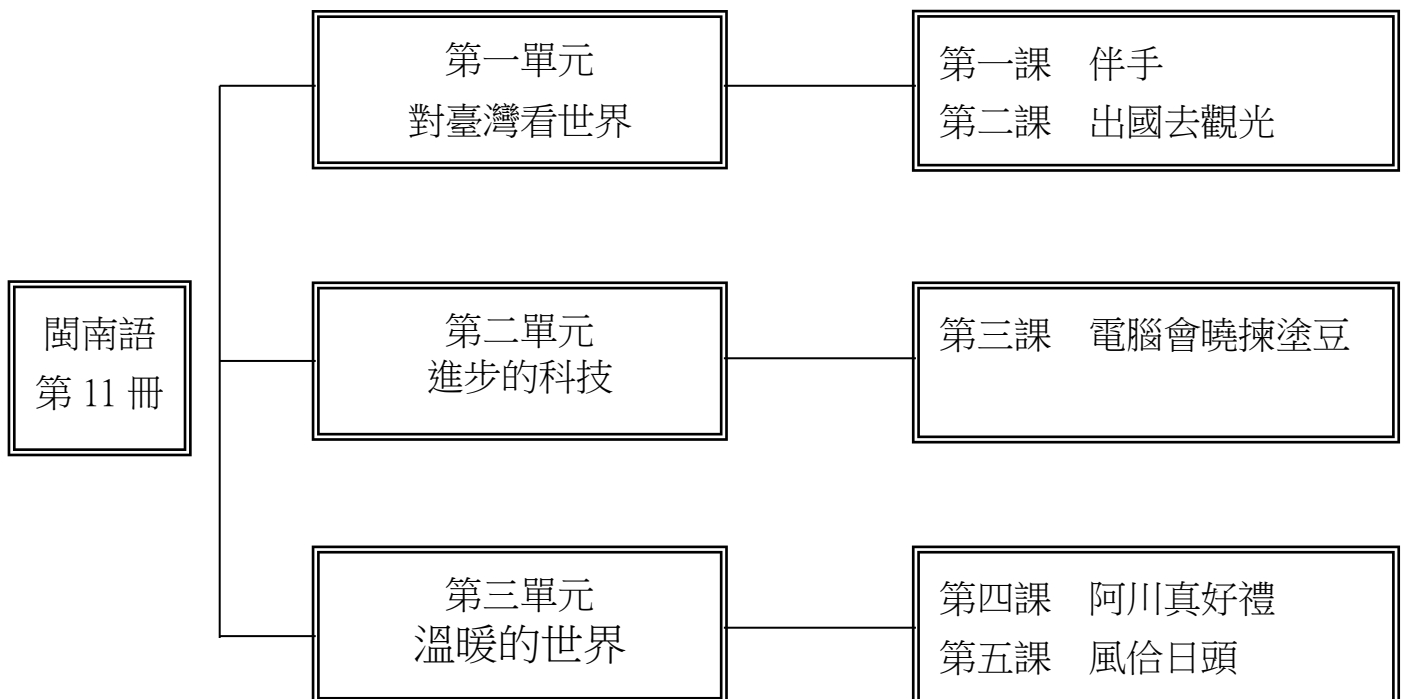 閩南語
第 11 冊
第一單元
對臺灣看世界
第一課　伴手
第二課　出國去觀光
第二單元
進步的科技
第三課　電腦會曉揀塗豆
第三單元
溫暖的世界
第四課　阿川真好禮
第五課　風佮日頭